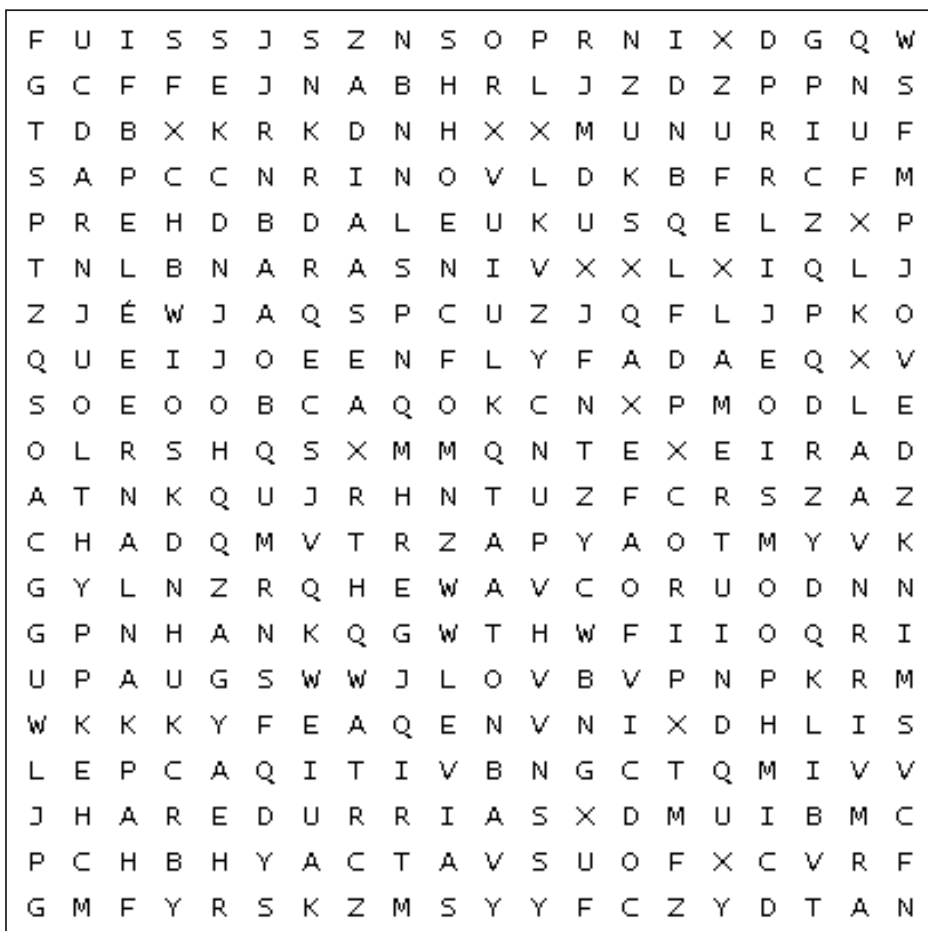 F U I S S J S Z N S O P R N I X D G Q W
G C F F E J N A B H R L J Z D Z P P N S
T D B X K R K D N H X X M U N U R I U F
S A P C C N R I N O V L D K B F R C F M
P R E H D B D A L E U K U S Q E L Z X P
T N L B N A R A S N I V X X L X I Q L J
Z J É W J A Q S P C U Z J Q F L J P K O
Q U E I J O E E N F L Y F A D A E Q X V
S O E O O B C A Q O K C N X P M O D L E
O L R S H Q S X M M Q N T E X E I R A D
A T N K Q U J R H N T U Z F C R S Z A Z
C H A D Q M V T R Z A P Y A O T M Y V K
G Y L N Z R Q H E W A V C O R U O D N N
G P N H A N K Q G W T H W F I I O Q R I
U P A U G S W W J L O V B V P N P K R M
W K K K Y F E A Q E N V N I X D H L I S
L E P C A Q I T I V B N G C T Q M I V V
J H A R E D U R R I A S X D M U I B M C
P C H B H Y A C T A V S U O F X C V R F
G M F Y R S K Z M S Y Y F C Z Y D T A N